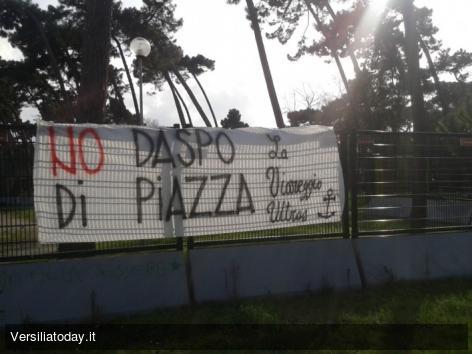 NO DASPO La
Di PIAZZA Viareggio
Ultras
Versiliatoday.it